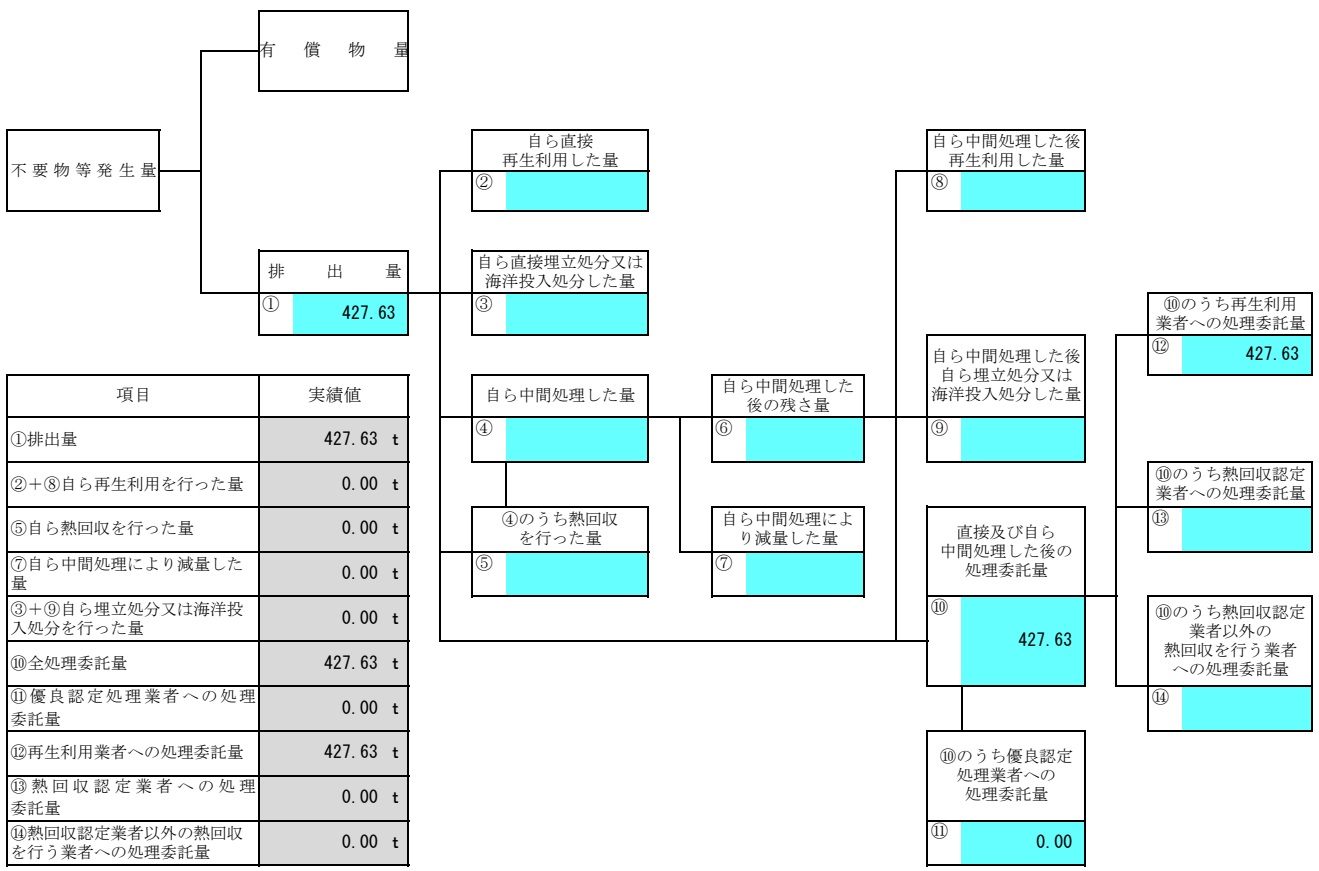 有償物量
不要物等発生量
排出量
① 427.63
自ら直接
再生利用した量
②
自ら直接埋立処分又は
海洋投入処分した量
③
自ら中間処理した量
④
④のうち熱回収
を行った量
⑤
自ら中間処理した
後の残さ量
⑥
自ら中間処理によ
り減量した量
⑦
自ら中間処理した後
再生利用した量
⑧
自ら中間処理した後
自ら埋立処分又は
海洋投入処分した量
⑨
直接及び自ら
中間処理した後の
処理委託量
⑩ 427.63
⑩のうち優良認定
処理業者への
処理委託量
⑪ 0.00
⑩のうち再生利用
業者への処理委託量
⑫ 427.63
⑩のうち熱回収認定
業者への処理委託量
⑬
⑩のうち熱回収認定
業者以外の
熱回収を行う業者
への処理委託量
⑭
項目 実績値
①排出量 427.63 t
②+⑧自ら再生利用を行った量 0.00 t
⑤自ら熱回収を行った量 0.00 t
⑦自ら中間処理により減量した
量 0.00 t
③+⑨自ら埋立処分又は海洋投
入処分を行った量 0.00 t
⑩全処理委託量 427.63 t
⑪優良認定処理業者への処理
委託量 0.00 t
⑫再生利用業者への処理委託量 427.63 t
⑬熱回収認定業者への処理
委託量 0.00 t
⑭熱回収認定業者以外の熱回収
を行う業者への処理委託量 0.00 t